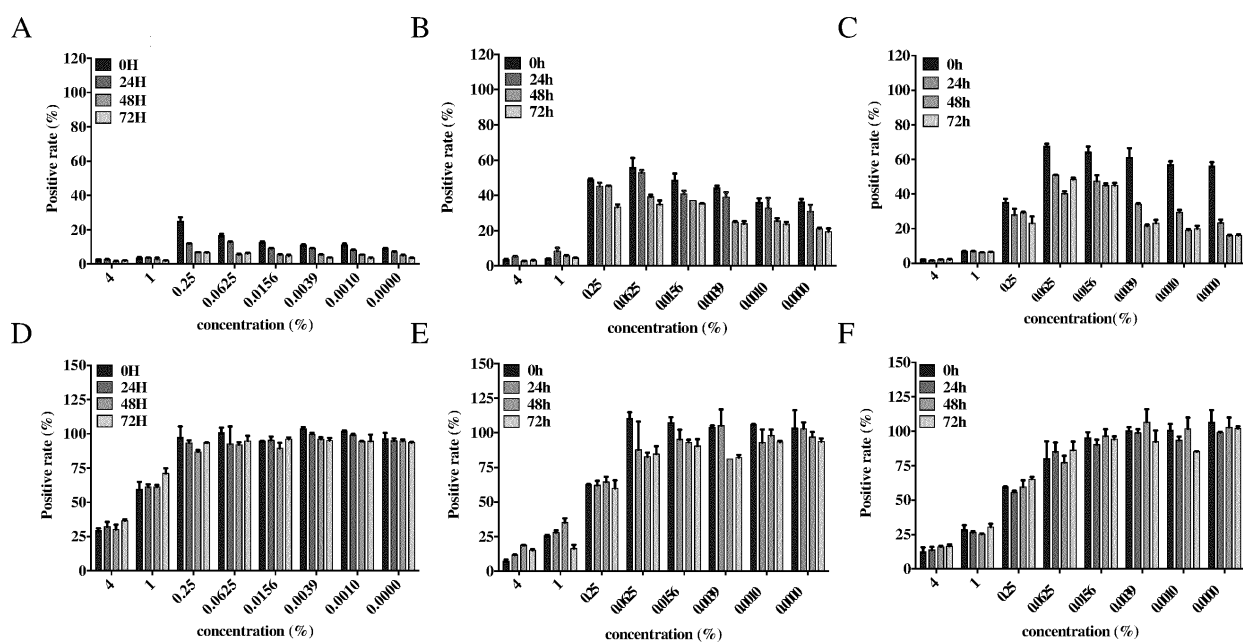 A
Positive rate (%)
120
100
80
60
40
20
0
0H
24H
48H
72H
4
1
0.25
0.0625
0.0156
0.0039
0.0010
0.0000
concentration (%)
B
Positive rate (%)
120
100
80
60
40
20
0
0h
24h
48h
72h
4
1
0.25
0.0625
0.0156
0.0039
0.0010
0.0000
concentration (%)
C
positive (%)
120
100
80
60
40
20
0
0h
24h
48h
72h
4
1
0.25
0.0625
0.0156
0.0039
0.0010
0.0000
concentration(%)
D
Positive rate (%)
150
125
100
75
50
25
0
0H
24H
48H
72H
4
1
0.25
0.0625
0.0156
0.0039
0.0010
0.0000
concentration (%)
E
Positive rate (%)
150
125
100
75
50
25
0
0h
24h
48h
72h
4
1
0.25
0.0625
0.0156
0.0039
0.0010
0.0000
concentration (%)
F
Positive rate (%)
150
125
100
75
50
25
0
0h
24h
48h
72h
4
1
0.25
0.0625
0.0156
0.0039
0.0010
0.0000
concentration (%)